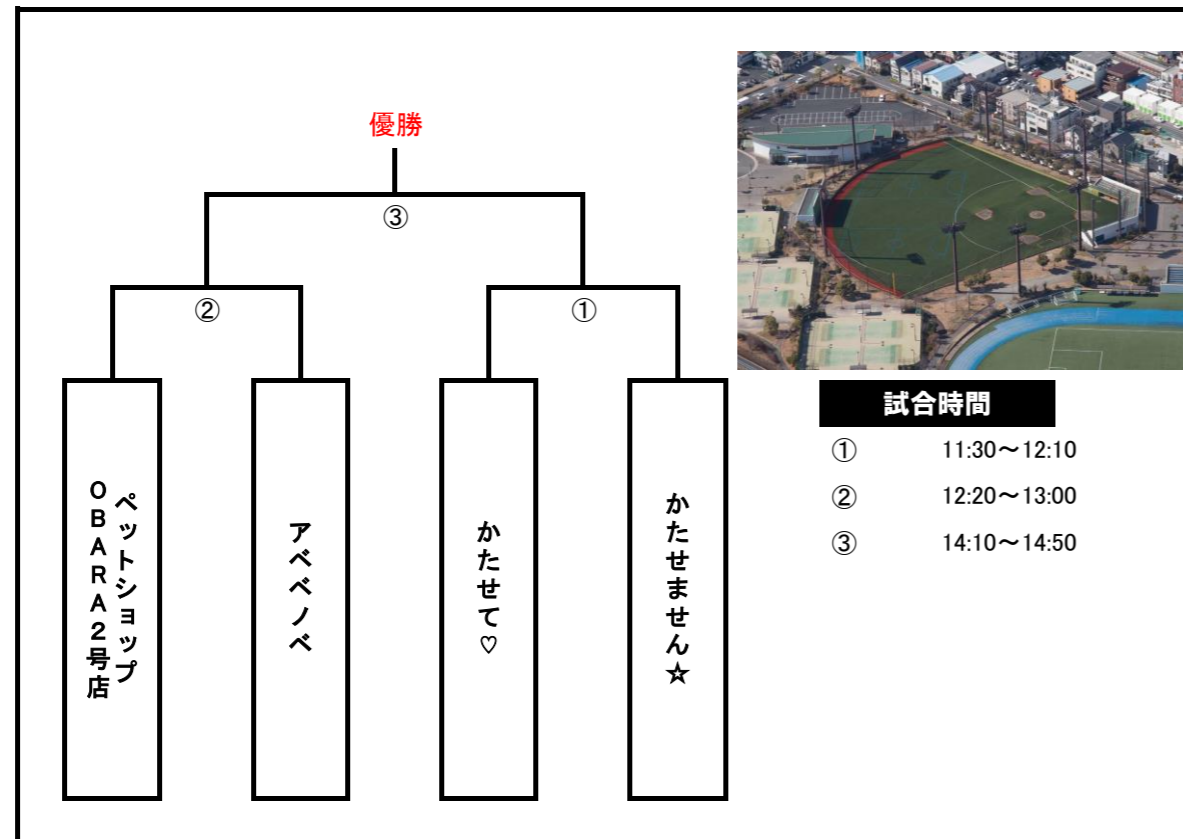 優勝
③
②
①
ペットショップ
OBARA2号店
アベベノベ
かたせて♡
かたせません☆
試合時間
① 11:30～12:10
② 12:20～13:00
③ 14:10～14:50